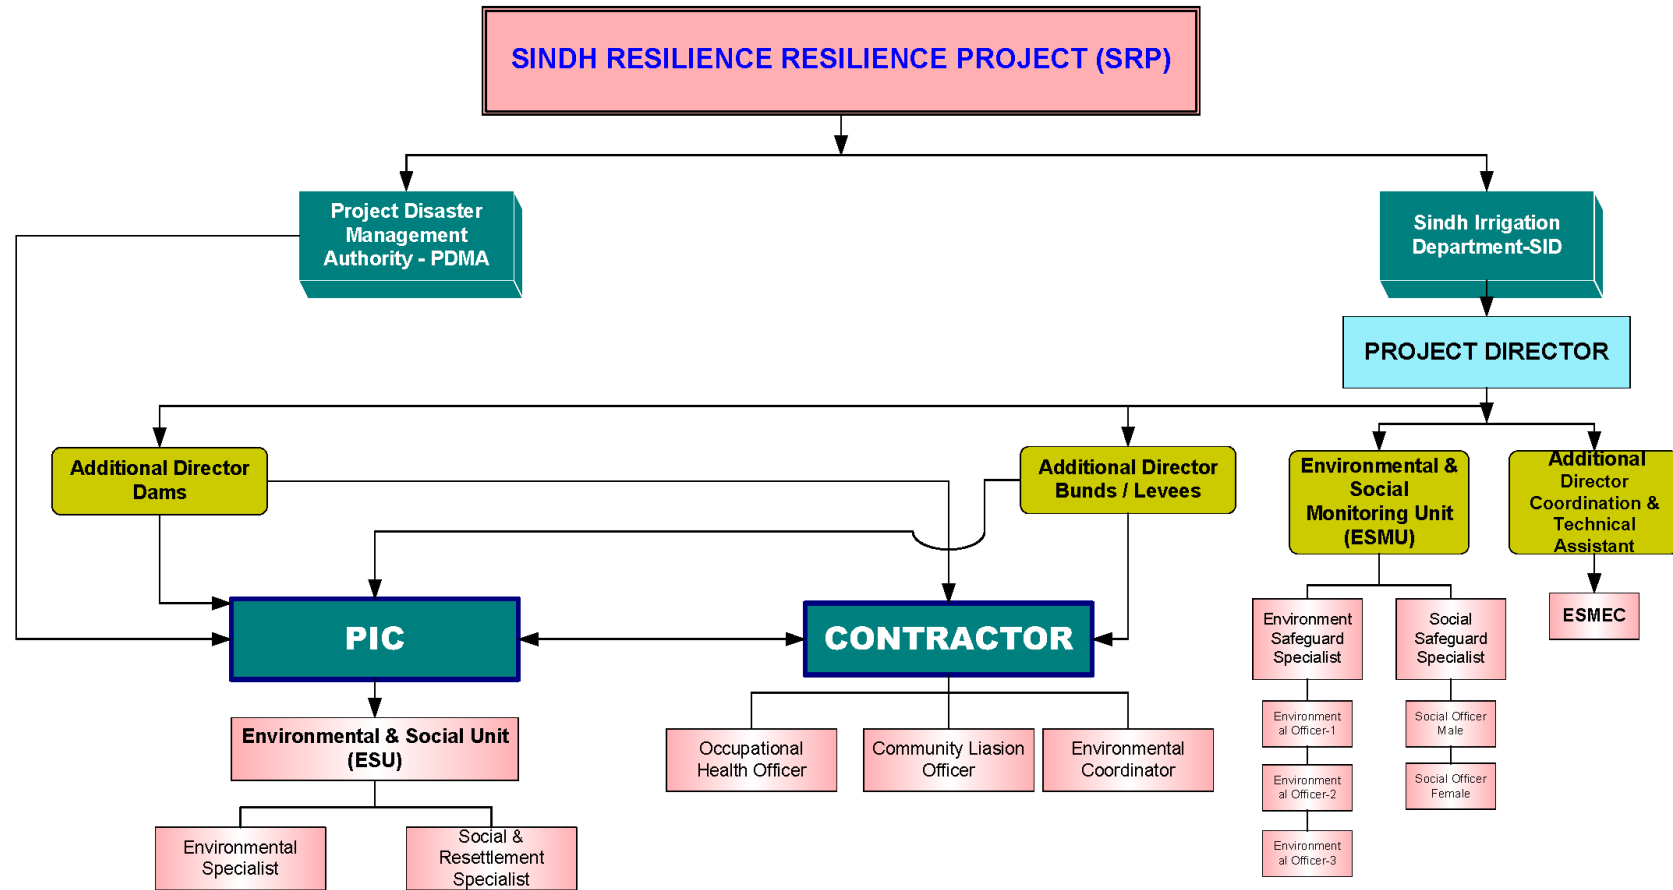 SINDH RESILIENCE RESILIENCE PROJECT (SRP)
Project Disaster
Management
Authority - PDMA
Sindh Irrigation
Department-SID
PROJECT DIRECTOR
Additional Director
Dams
Additional Director
Bunds / Levees
Environmental &
Social
Monitoring Unit
(ESMU)
Additional
Director
Coordination &
Technical
Assistant
PIC
CONTRACTOR
Environment
Safeguard
Specialist
Social
Safeguard
Specialist
ESMEC
Environmental & Social Unit
(ESU)
Occupational
Health Officer
Community Liasion
Officer
Environmental
Coordinator
Environment
al Officer-1
Social Officer
Male
Environment
al Officer-2
Social Officer
Female
Environment
al Officer-3
Environmental
Specialist
Social &
Resettlement
Specialist